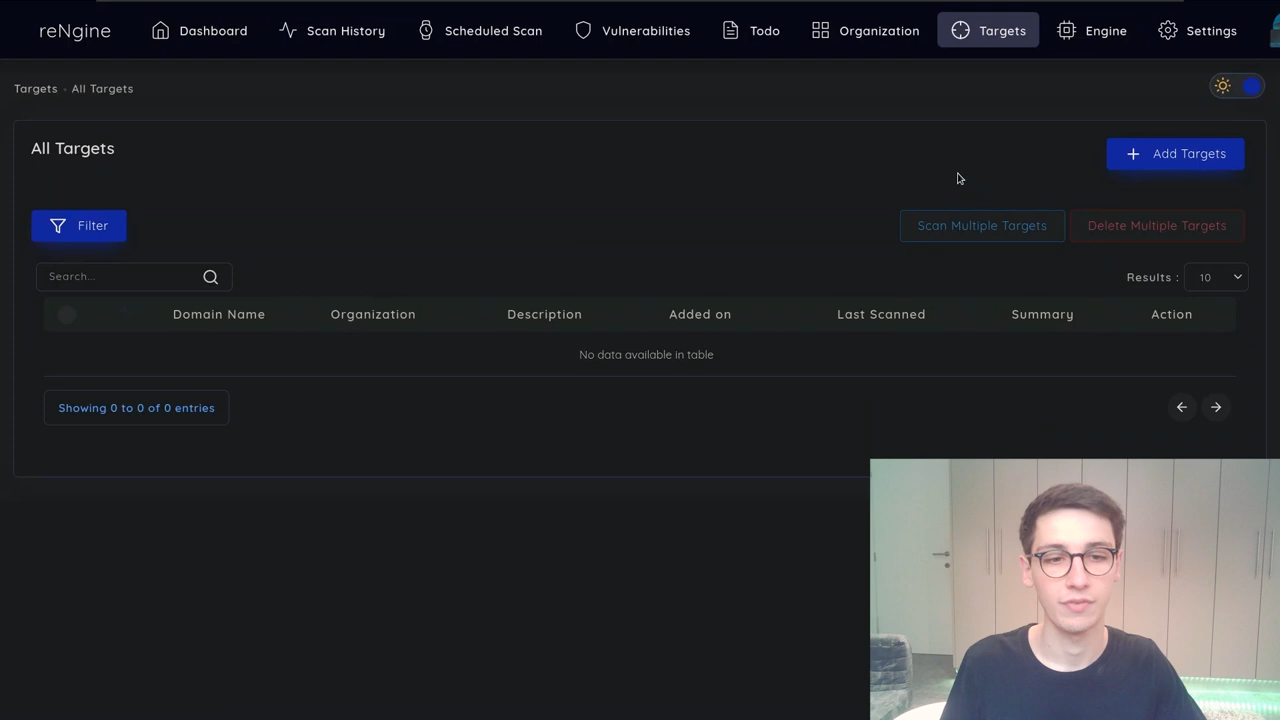 reNgine Dashboard Scan History Scheduled Scan Vulnerabilities Todo Organization Targets Engine Settings
Targets All Targets
All Targets
+ Add Targets
Filter
Scan Multiple Targets Delete Multiple Targets
Search...
Results : 10
Domain Name Organization Description Added on Last Scanned Summary Action
No data available in table
Showing 0 to 0 of 0 entries